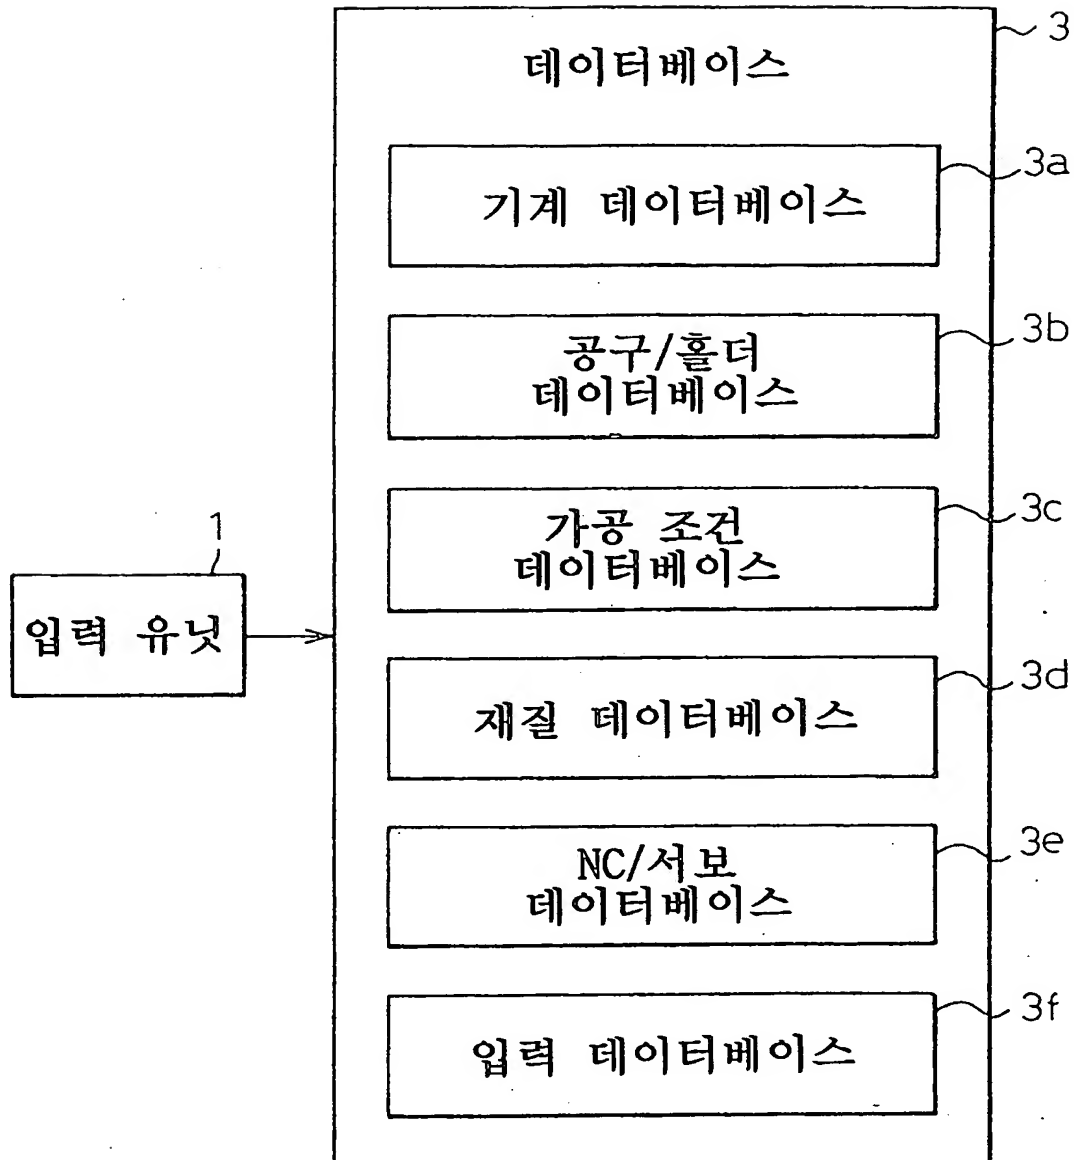 데이터베이스
3
기계 데이터베이스
3a
공구/홀더
데이터베이스
3b
가공 조건
데이터베이스
3c
1
입력 유닛
재질 데이터베이스
3d
NC/서보
데이터베이스
3e
입력 데이터베이스
3f